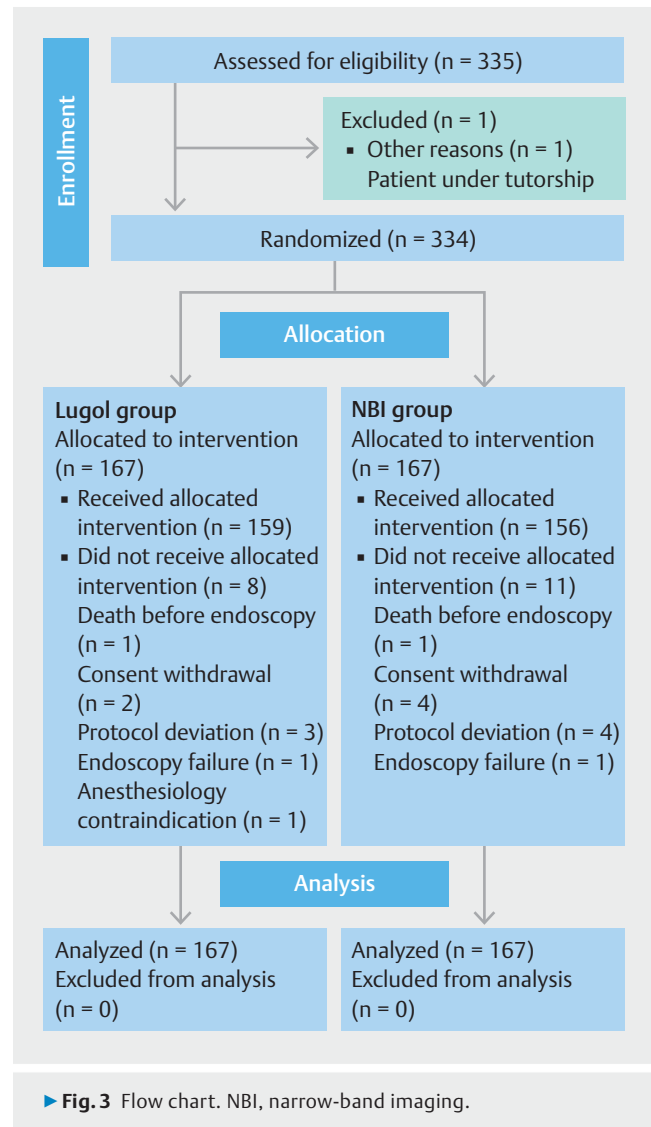 Enrollment
Assessed for eligibility (n = 335)
Excluded (n = 1)
▪ Other reasons (n = 1)
Patient under tutorship
Randomized (n = 334)
Allocation
Lugol group
Allocated to intervention
(n = 167)
▪ Received allocated
intervention (n = 159)
▪ Did not receive allocated
intervention (n = 8)
Death before endoscopy
(n = 1)
Consent withdrawal
(n = 2)
Protocol deviation (n = 3)
Endoscopy failure (n = 1)
Anesthesiology
contraindication (n = 1)
NBI group
Allocated to intervention
(n = 167)
▪ Received allocated
intervention (n = 156)
▪ Did not receive allocated
intervention (n = 11)
Death before endoscopy
(n = 1)
Consent withdrawal
(n = 4)
Protocol deviation (n = 4)
Endoscopy failure (n = 1)
Analysis
Analyzed (n = 167)
Excluded from analysis
(n = 0)
Analyzed (n = 167)
Excluded from analysis
(n = 0)
▶ Fig. 3 Flow chart. NBI, narrow-band imaging.